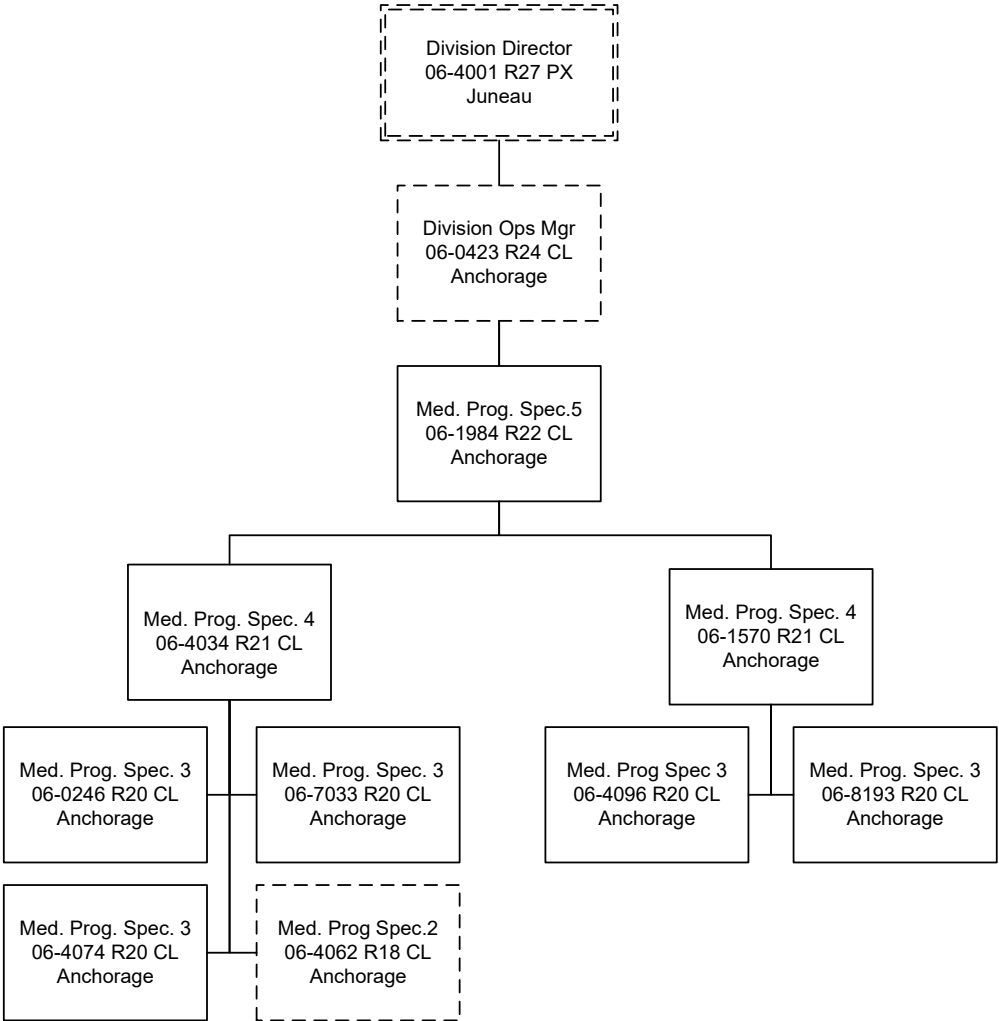 Division Director
06-4001 R27 PX
Juneau
Division Ops Mgr
06-0423 R24 CL
Anchorage
Med. Prog. Spec.5
06-1984 R22 CL
Anchorage
Med. Prog. Spec. 4
06-4034 R21 CL
Anchorage
Med. Prog. Spec. 4
06-1570 R21 CL
Anchorage
Med. Prog. Spec. 3
06-0246 R20 CL
Anchorage
Med. Prog. Spec. 3
06-7033 R20 CL
Anchorage
Med. Prog Spec 3
06-4096 R20 CL
Anchorage
Med. Prog. Spec. 3
06-8193 R20 CL
Anchorage
Med. Prog. Spec. 3
06-4074 R20 CL
Anchorage
Med. Prog Spec.2
06-4062 R18 CL
Anchorage